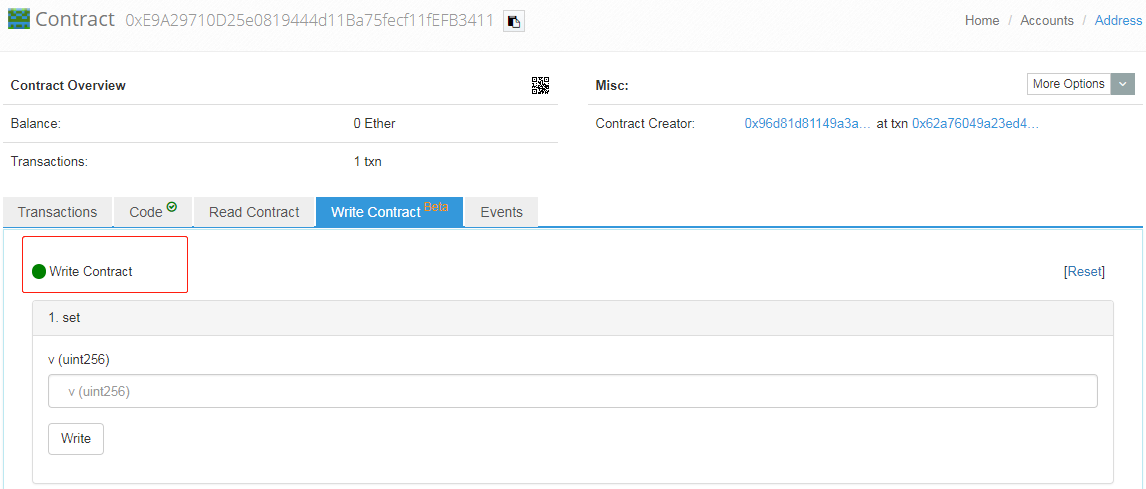 Contract 0xE9A29710D25e0819444d11Ba75fecf11fEFB3411
Home / Accounts / Address
Contract Overview
Misc:
More Options
Balance: 0 Ether
Contract Creator: 0x96d81d81149a3a... at txn 0x62a76049a23ed4...
Transactions: 1 txn
Transactions Code Read Contract Write Contract Beta Events
Write Contract
[Reset]
1. set
v (uint256)
v (uint256)
Write